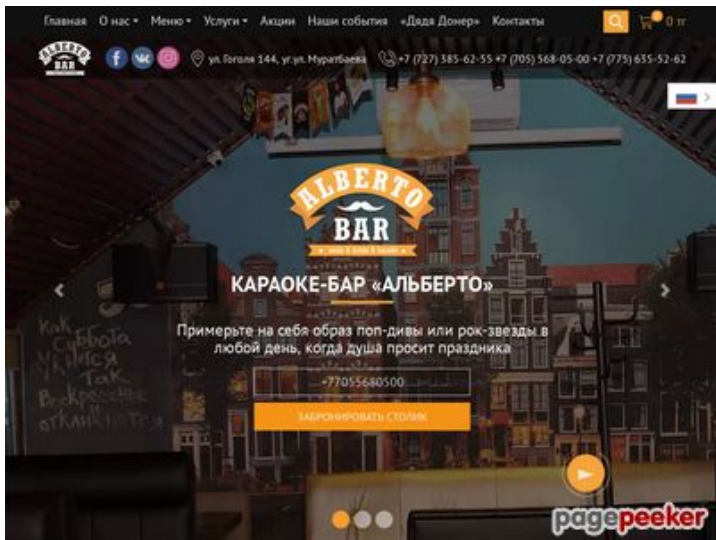 Главная О нас Меню Услуги Акции Наши события «Дядя Донер» Контакты 0 тг
ALBERTO BAR ул. Гоголя 144, уг.ул. Муратбаева +7 (727) 385-62-55 +7 (705) 568-05-00 +7 (775) 635-52-62
ALBERTO
BAR
КАРАОКЕ-БАР «АЛЬБЕРТО»
Примерьте на себя образ поп-дивы или рок-звезды в
любой день, когда душа просит праздника
+77055680500
ЗАБРОНИРОВАТЬ СТОЛИК
Как
Суббота
Так
Воскресенье
и
откликнется
pagepeeker